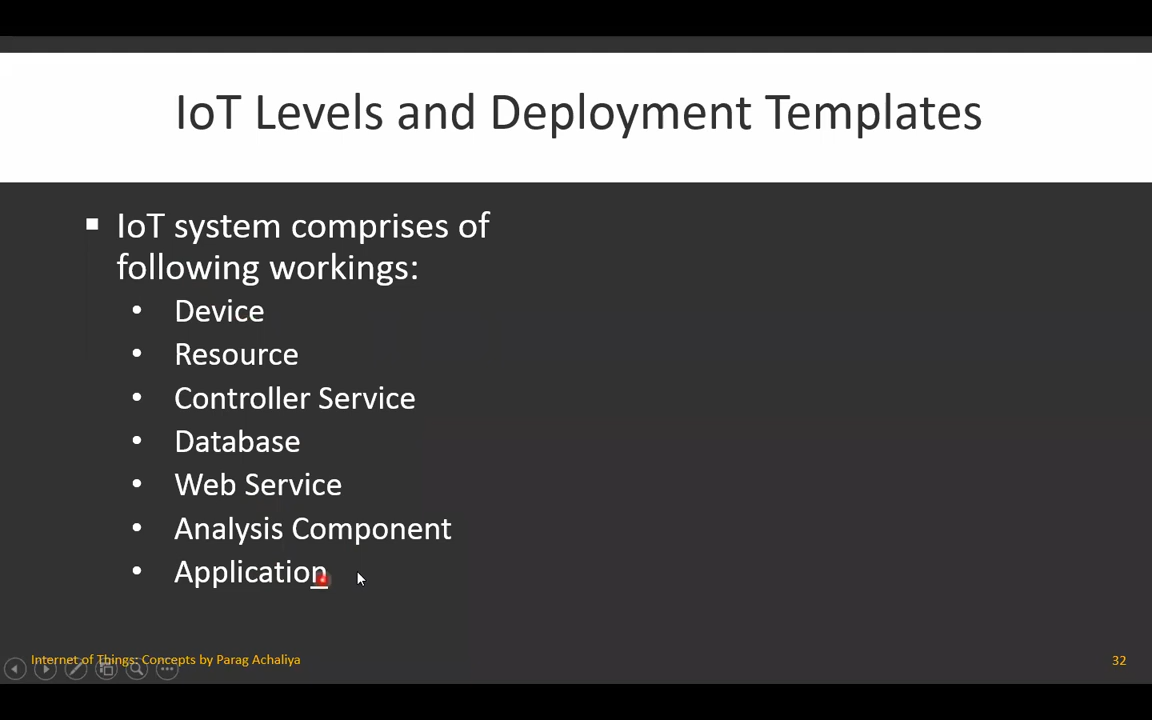 IoT Levels and Deployment Templates
▪ IoT system comprises of
following workings:
• Device
• Resource
• Controller Service
• Database
• Web Service
• Analysis Component
• Application
Internet of Things: Concepts by Parag Achaliya
32